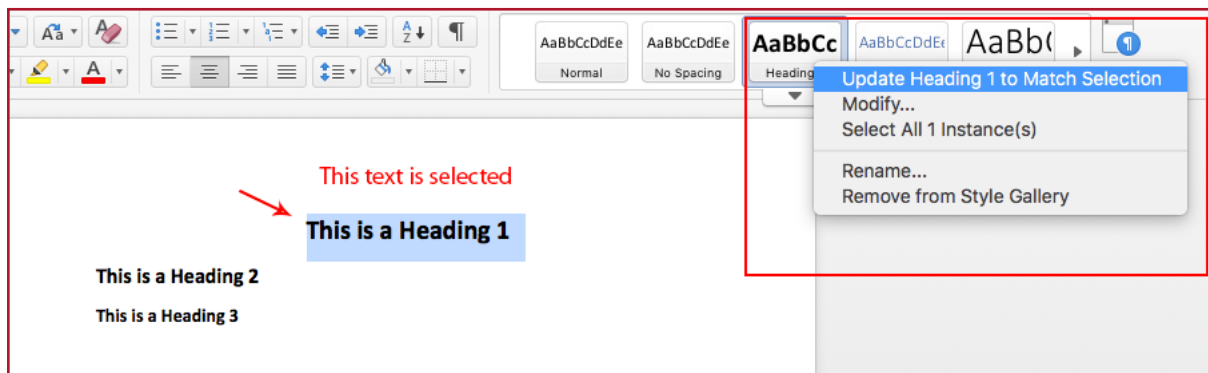 Aa
A
A
Z
¶
AaBbCcDdEe
AaBbCcDdEe
AaBbCc
AaBbCcDdEe
AaBb(
¶
A
Normal
No Spacing
Heading
Update Heading 1 to Match Selection
Modify...
Select All 1 Instance(s)
Rename...
Remove from Style Gallery
This text is selected
This is a Heading 1
This is a Heading 2
This is a Heading 3